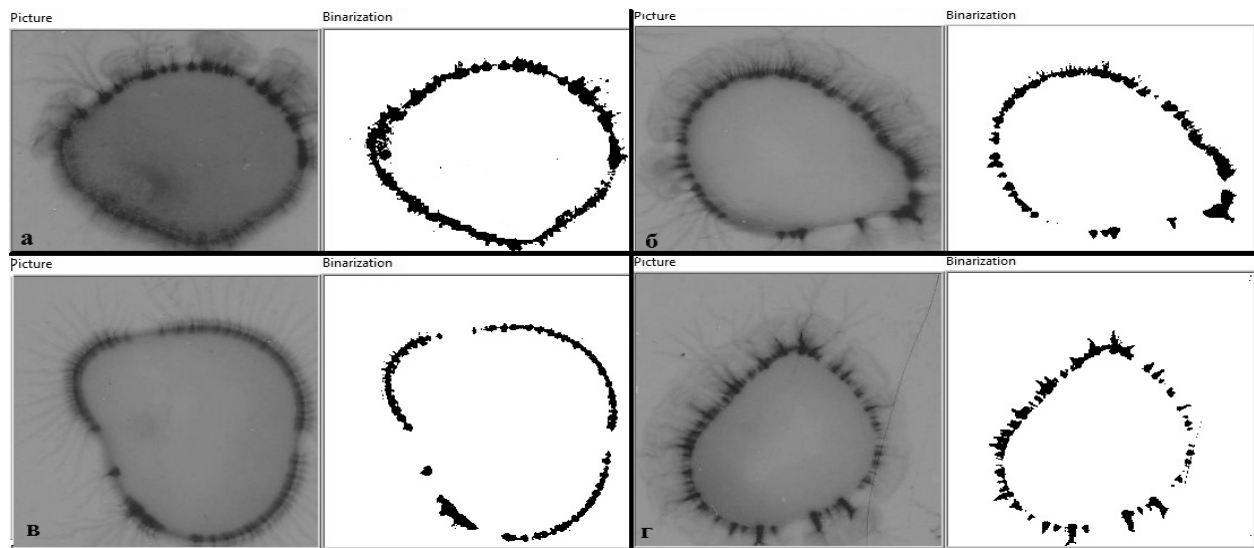 Picture
Binarization
Picture
Binarization
а
б
Picture
Binarization
Picture
Binarization
в
г